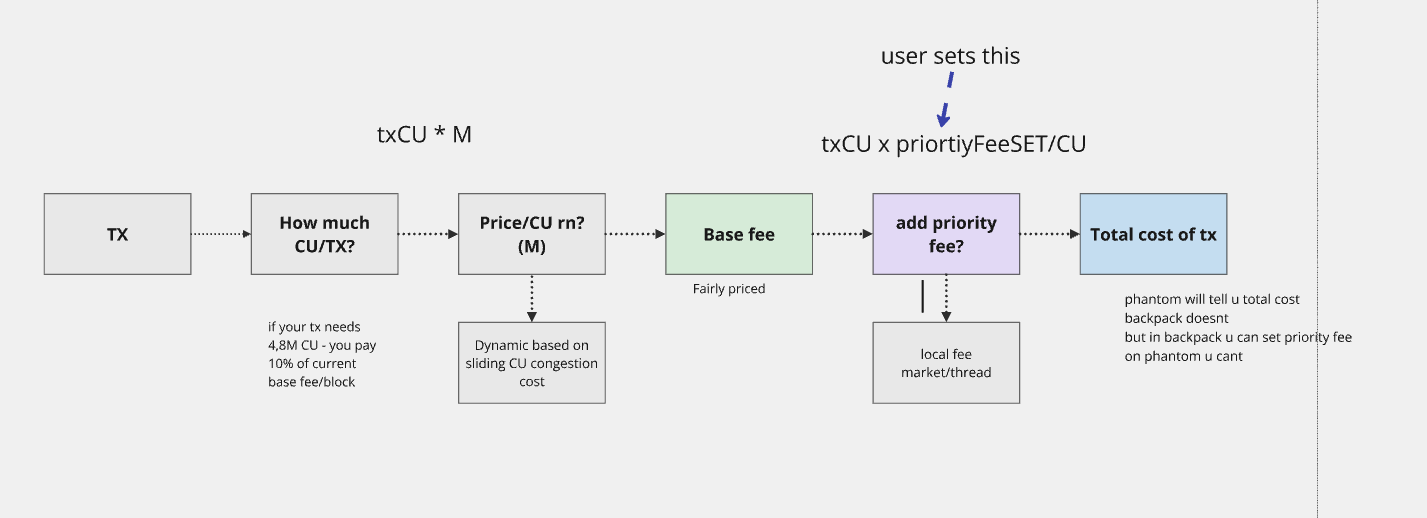 user sets this
txCU * M
txCU x priortiyFeeSET/CU
TX
How much
CU/TX?
Price/CU rn?
(M)
Base fee
add priority
fee?
Total cost of tx
Fairly priced
if your tx needs
4,8M CU - you pay
10% of current
base fee/block
Dynamic based on
sliding CU congestion
cost
local fee
market/thread
phantom will tell u total cost
backpack doesnt
but in backpack u can set priority fee
on phantom u cant